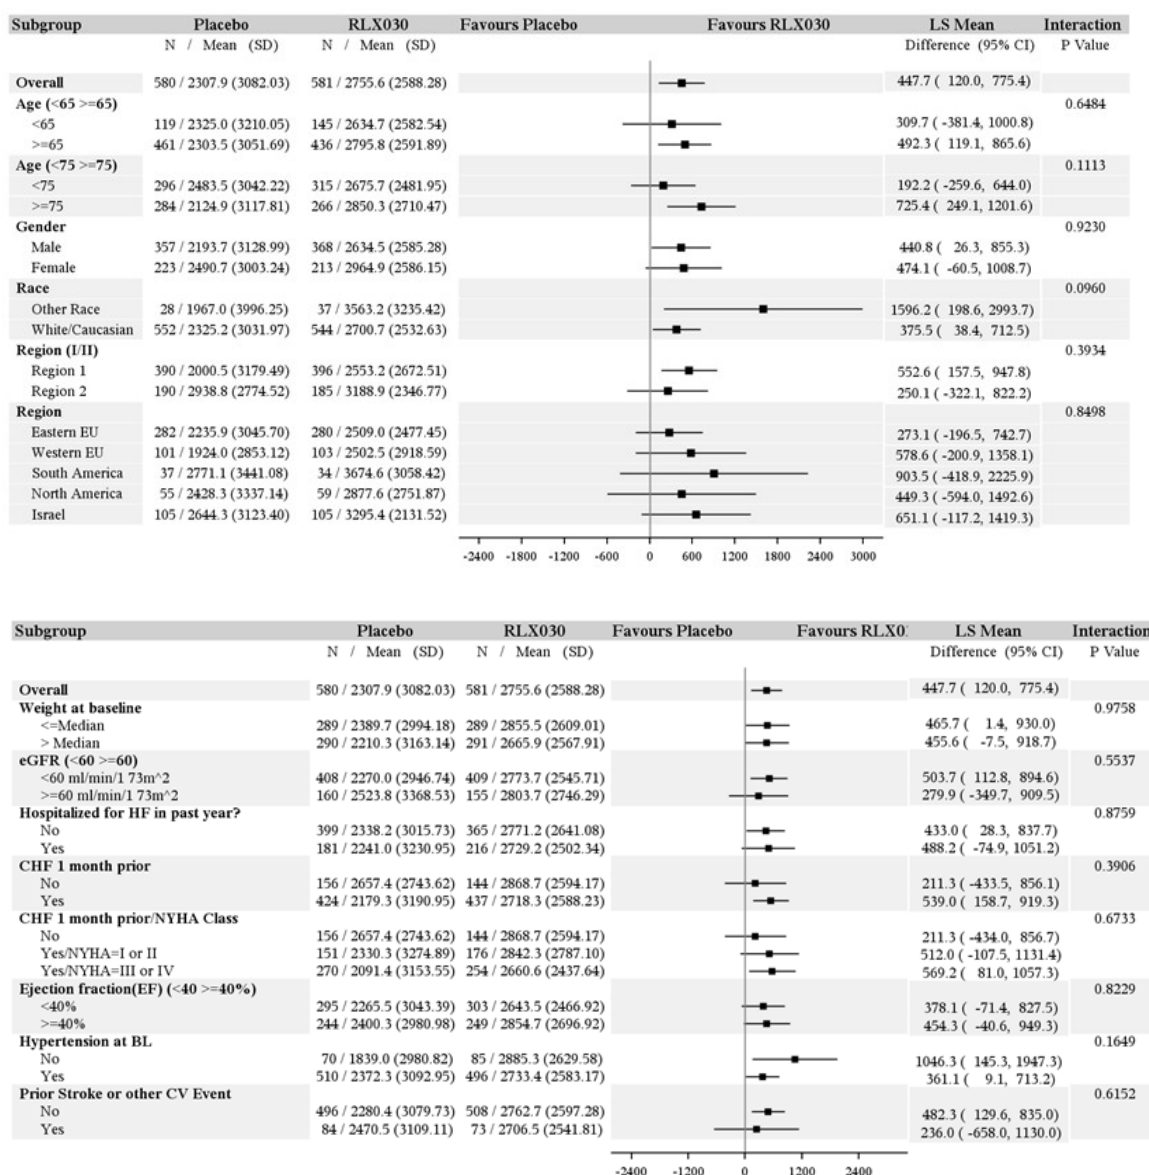 Subgroup Placebo RLX030 Favours Placebo Favours RLX030 LS Mean Interaction
N / Mean (SD) N / Mean (SD) Difference (95% CI) P Value
Overall 580 / 2307.9 (3082.03) 581 / 2755.6 (2588.28) 447.7 ( 120.0, 775.4)
Age (<65 >=65) 0.6484
<65 119 / 2325.0 (3210.05) 145 / 2634.7 (2582.54) 309.7 ( -381.4, 1000.8)
>=65 461 / 2303.5 (3051.69) 436 / 2795.8 (2591.89) 492.3 ( 119.1, 865.6)
Age (<75 >=75) 0.1113
<75 296 / 2483.5 (3042.22) 315 / 2675.7 (2481.95) 192.2 ( -259.6, 644.0)
>=75 284 / 2124.9 (3117.81) 266 / 2850.3 (2710.47) 725.4 ( 249.1, 1201.6)
Gender 0.9230
Male 357 / 2193.7 (3128.99) 368 / 2634.5 (2585.28) 440.8 ( 26.3, 855.3)
Female 223 / 2490.7 (3003.24) 213 / 2964.9 (2586.15) 474.1 ( -60.5, 1008.7)
Race 0.0960
Other Race 28 / 1967.0 (3996.25) 37 / 3563.2 (3235.42) 1596.2 ( 198.6, 2993.7)
White/Caucasian 552 / 2325.2 (3031.97) 544 / 2700.7 (2532.63) 375.5 ( 38.4, 712.5)
Region (I/II) 0.3934
Region 1 390 / 2000.5 (3179.49) 396 / 2553.2 (2672.51) 552.6 ( 157.5, 947.8)
Region 2 190 / 2938.8 (2774.52) 185 / 3188.9 (2346.77) 250.1 ( -322.1, 822.2)
Region 0.8498
Eastern EU 282 / 2235.9 (3045.70) 280 / 2509.0 (2477.45) 273.1 ( -196.5, 742.7)
Western EU 101 / 1924.0 (2853.12) 103 / 2502.5 (2918.59) 578.6 ( -200.9, 1358.1)
South America 37 / 2771.1 (3441.08) 34 / 3674.6 (3058.42) 903.5 ( -418.9, 2225.9)
North America 55 / 2428.3 (3337.14) 59 / 2877.6 (2751.87) 449.3 ( -594.0, 1492.6)
Israel 105 / 2644.3 (3123.40) 105 / 3295.4 (2131.52) 651.1 ( -117.2, 1419.3)
-2400 -1800 -1200 -600 0 600 1200 1800 2400 3000
Subgroup Placebo RLX030 Favours Placebo Favours RLX0 LS Mean Interaction
N / Mean (SD) N / Mean (SD) Difference (95% CI) P Value
Overall 580 / 2307.9 (3082.03) 581 / 2755.6 (2588.28) 447.7 ( 120.0, 775.4)
Weight at baseline 0.9758
<=Median 289 / 2389.7 (2994.18) 289 / 2855.5 (2609.01) 465.7 ( 1.4, 930.0)
> Median 290 / 2210.3 (3163.14) 291 / 2665.9 (2567.91) 455.6 ( -7.5, 918.7)
eGFR (<60 >=60) 0.5537
<60 ml/min/1 73m^2 408 / 2270.0 (2946.74) 409 / 2773.7 (2545.71) 503.7 ( 112.8, 894.6)
>=60 ml/min/1 73m^2 160 / 2523.8 (3368.53) 155 / 2803.7 (2746.29) 279.9 ( -349.7, 909.5)
Hospitalized for HF in past year? 0.8759
No 399 / 2338.2 (3015.73) 365 / 2771.2 (2641.08) 433.0 ( 28.3, 837.7)
Yes 181 / 2241.0 (3230.95) 216 / 2729.2 (2502.34) 488.2 ( -74.9, 1051.2)
CHF 1 month prior 0.3906
No 156 / 2657.4 (2743.62) 144 / 2868.7 (2594.17) 211.3 ( -433.5, 856.1)
Yes 424 / 2179.3 (3190.95) 437 / 2718.3 (2588.23) 539.0 ( 158.7, 919.3)
CHF 1 month prior/NYHA Class 0.6733
No 156 / 2657.4 (2743.62) 144 / 2868.7 (2594.17) 211.3 ( -434.0, 856.7)
Yes/NYHA=I or II 151 / 2330.3 (3274.89) 176 / 2842.3 (2787.10) 512.0 ( -107.5, 1131.4)
Yes/NYHA=III or IV 270 / 2091.4 (3153.55) 254 / 2660.6 (2437.64) 569.2 ( 81.0, 1057.3)
Ejection fraction(EF) (<40 >=40%) 0.8229
<40% 295 / 2265.5 (3043.39) 303 / 2643.5 (2466.92) 378.1 ( -71.4, 827.5)
>=40% 244 / 2400.3 (2980.98) 249 / 2854.7 (2696.92) 454.3 ( -40.6, 949.3)
Hypertension at BL 0.1649
No 70 / 1839.0 (2980.82) 85 / 2885.3 (2629.58) 1046.3 ( 145.3, 1947.3)
Yes 510 / 2372.3 (3092.95) 496 / 2733.4 (2583.17) 361.1 ( 9.1, 713.2)
Prior Stroke or other CV Event 0.6152
No 496 / 2280.4 (3079.73) 508 / 2762.7 (2597.28) 482.3 ( 129.6, 835.0)
Yes 84 / 2470.5 (3109.11) 73 / 2706.5 (2541.81) 236.0 ( -658.0, 1130.0)
-2400 -1200 0 1200 2400